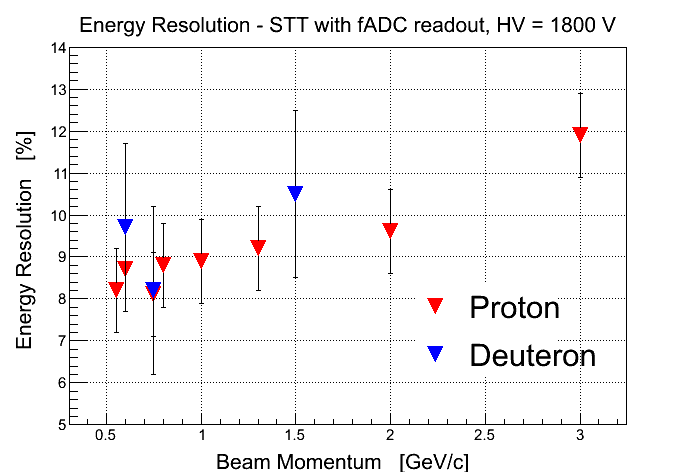 Energy Resolution - STT with fADC readout, HV = 1800 V
Energy Resolution [%]
14
13
12
11
10
9
8
7
6
5
Proton
Deuteron
0.5 1 1.5 2 2.5 3
Beam Momentum [GeV/c]